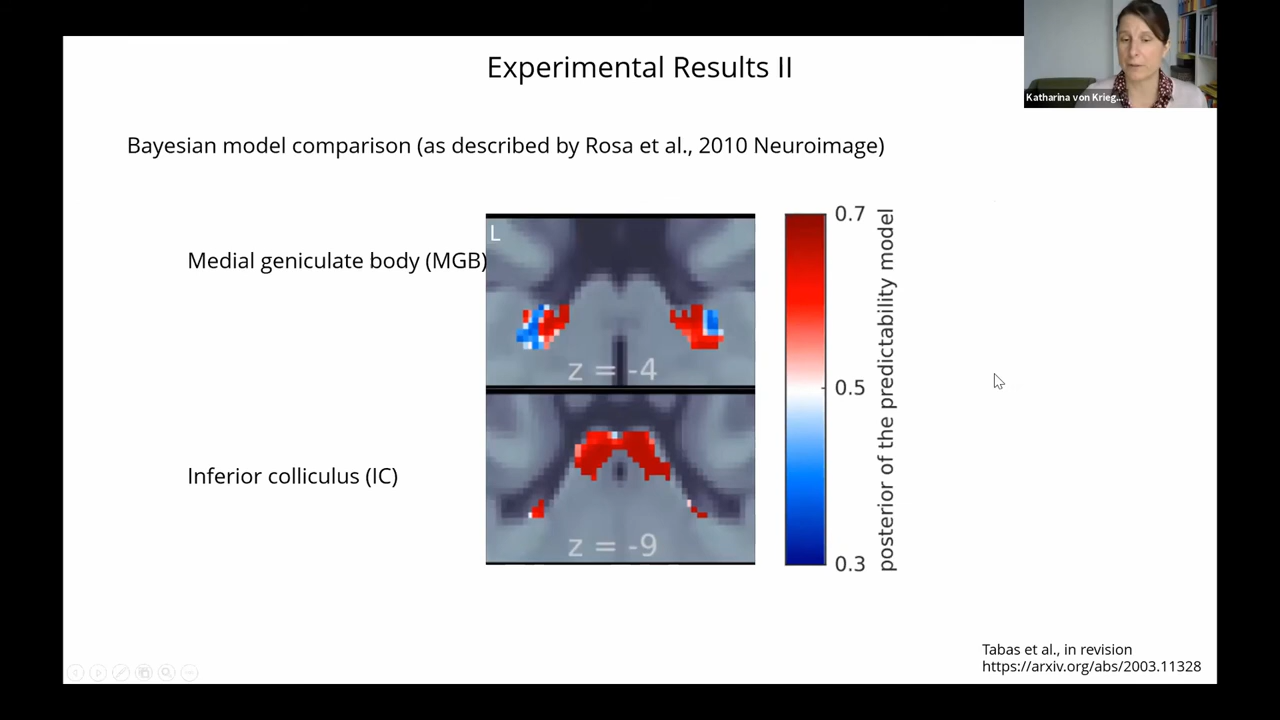 Experimental Results II
Katharina von Krieg...
Bayesian model comparison (as described by Rosa et al., 2010 Neuroimage)
Medial geniculate body (MGB)
L
z = -4
Inferior colliculus (IC)
z = -9
0.7
0.5
0.3
posterior of the predictability model
Tabas et al., in revision
https://arxiv.org/abs/2003.11328